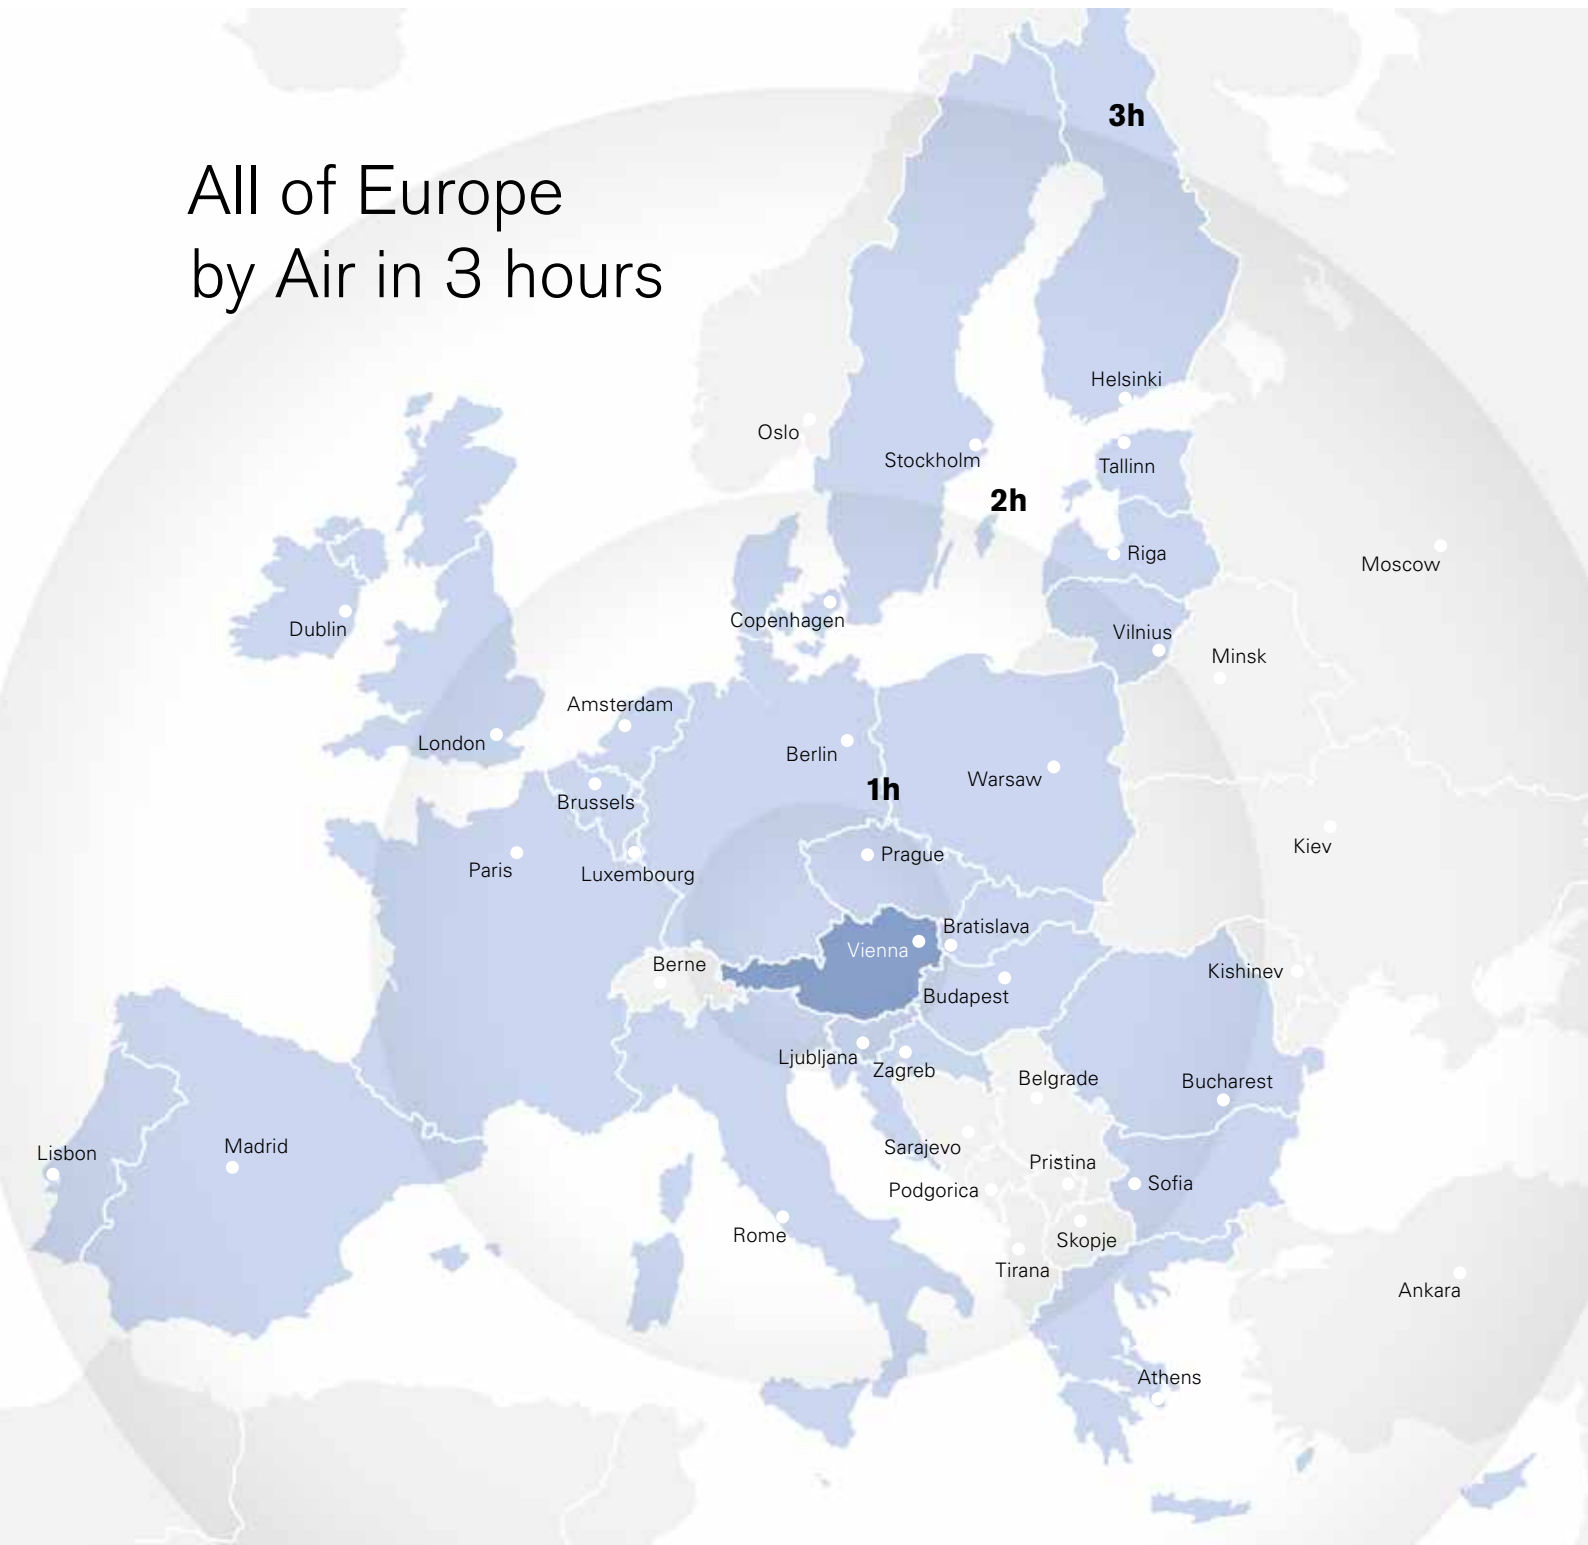 3h
All of Europe
by Air in 3 hours
Helsinki
Oslo
Stockholm
Tallinn
2h
Riga
Moscow
Copenhagen
Dublin
Vilnius
Minsk
Amsterdam
London
Berlin
Warsaw
1h
Brussels
Kiev
Prague
Paris
Luxembourg
Bratislava
Vienna
Berne
Kishinev
Budapest
Ljubljana
Zagreb
Belgrade
Bucharest
Madrid
Sarajevo
Lisbon
Pristina
Sofia
Podgorica
Rome
Skopje
Tirana
Ankara
Athens